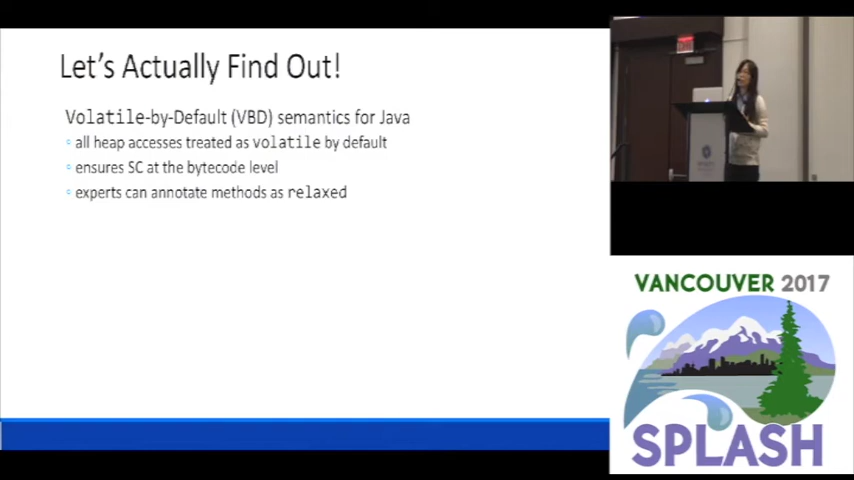 Let's Actually Find Out!
Volatile-by-Default (VBD) semantics for Java
all heap accesses treated as volatile by default
ensures SC at the bytecode level
experts can annotate methods as relaxed
VANCOUVER 2017
SPLASH